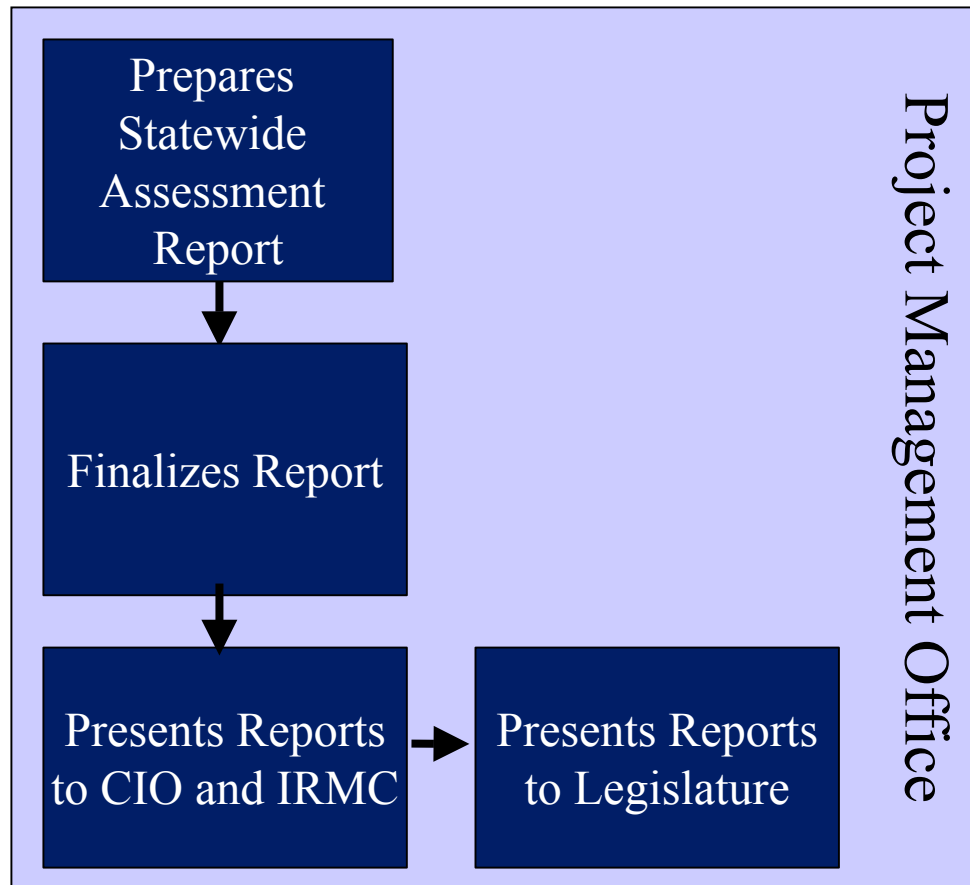 Prepares
Statewide
Assessment
Report
Finalizes Report
Presents Reports
to CIO and IRMC
Presents Reports
to Legislature
Project Management Office